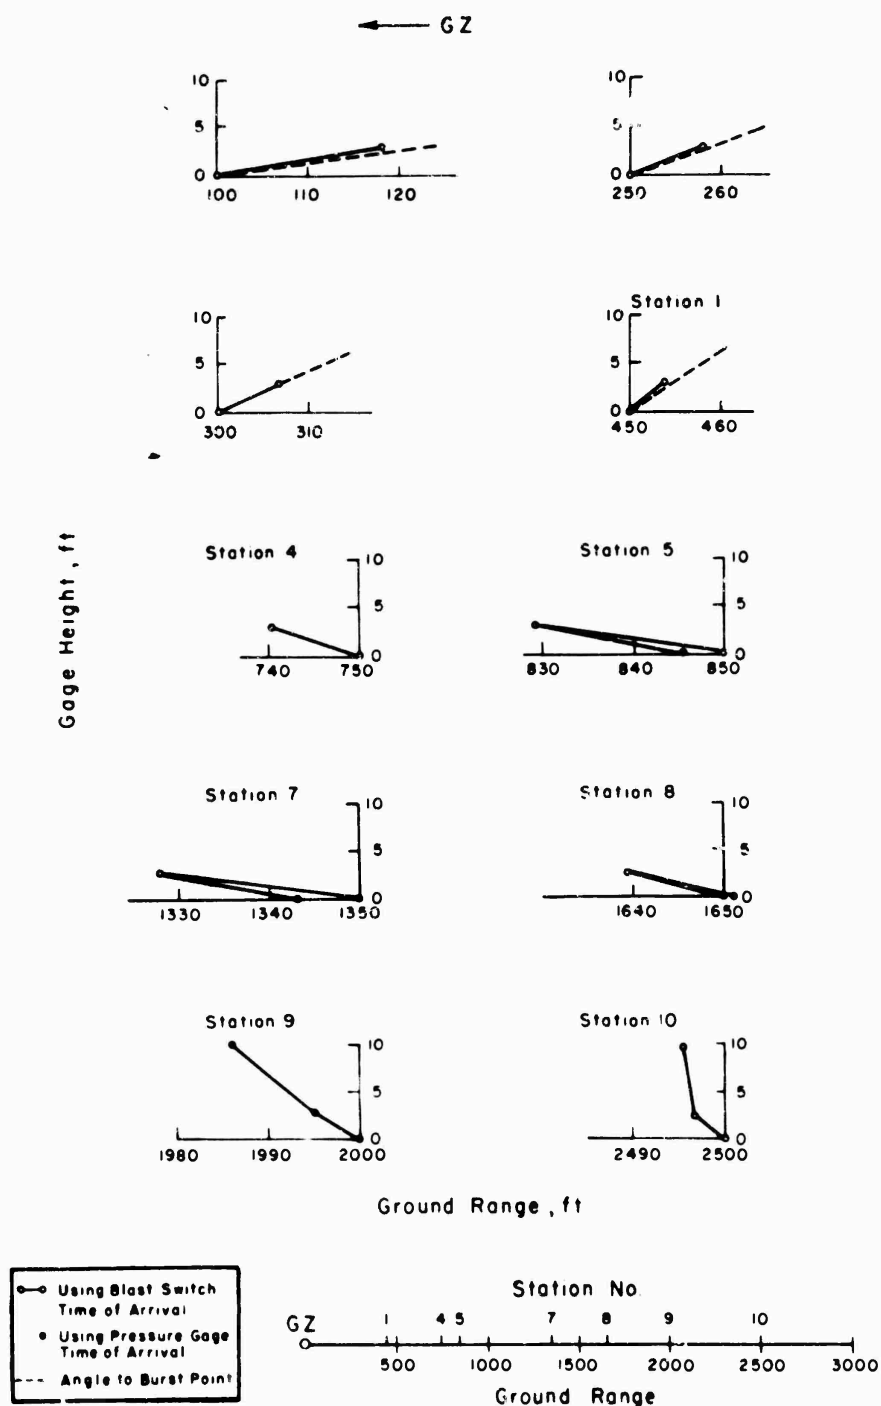 GZ
10
5
0
100 110 120
10
5
0
250 260
10
5
0
300 310
Station 1
10
5
0
450 460
Gage Height, ft
Station 4
10
5
0
740 750
Station 5
10
5
0
830 840 850
Station 7
10
5
0
1330 1340 1350
Station 8
10
5
0
1640 1650
Station 9
10
5
0
1980 1990 2000
Station 10
10
5
0
2490 2500
Ground Range, ft
Using Blast Switch
Time of Arrival
Using Pressure Gage
Time of Arrival
Angle to Burst Point
Station No.
GZ 1 4 5 7 8 9 10
500 1000 1500 2000 2500 3000
Ground Range